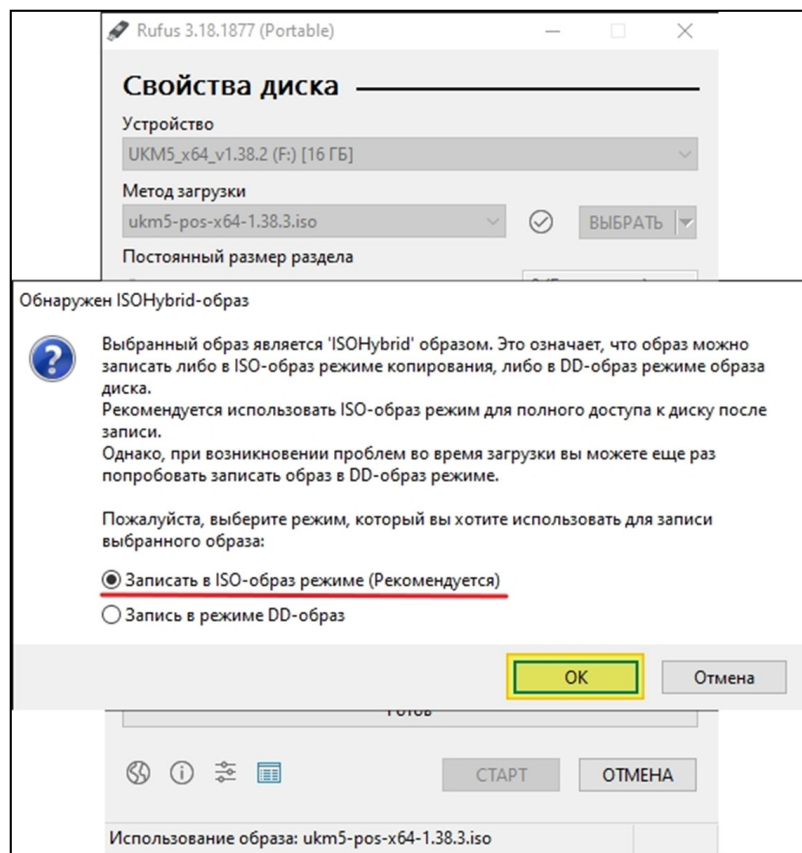 Rufus 3.18.1877 (Portable)
Свойства диска
Устройство
UKM5_x64_v1.38.2 (F:) [16 ГБ]
Метод загрузки
ukm5-pos-x64-1.38.3.iso
ВЫБРАТЬ
Постоянный размер раздела
Обнаружен ISOHybrid-образ
Выбранный образ является 'ISOHybrid' образом. Это означает, что образ можно
записать либо в ISO-образ режиме копирования, либо в DD-образ режиме образа
диска.
Рекомендуется использовать ISO-образ режим для полного доступа к диску после
записи.
Однако, при возникновении проблем во время загрузки вы можете еще раз
попробовать записать образ в DD-образ режиме.
Пожалуйста, выберите режим, который вы хотите использовать для записи
выбранного образа:
Записать в ISO-образ режиме (Рекомендуется)
Запись в режиме DD-образ
OK
Отмена
СТАРТ
ОТМЕНА
Использование образа: ukm5-pos-x64-1.38.3.iso